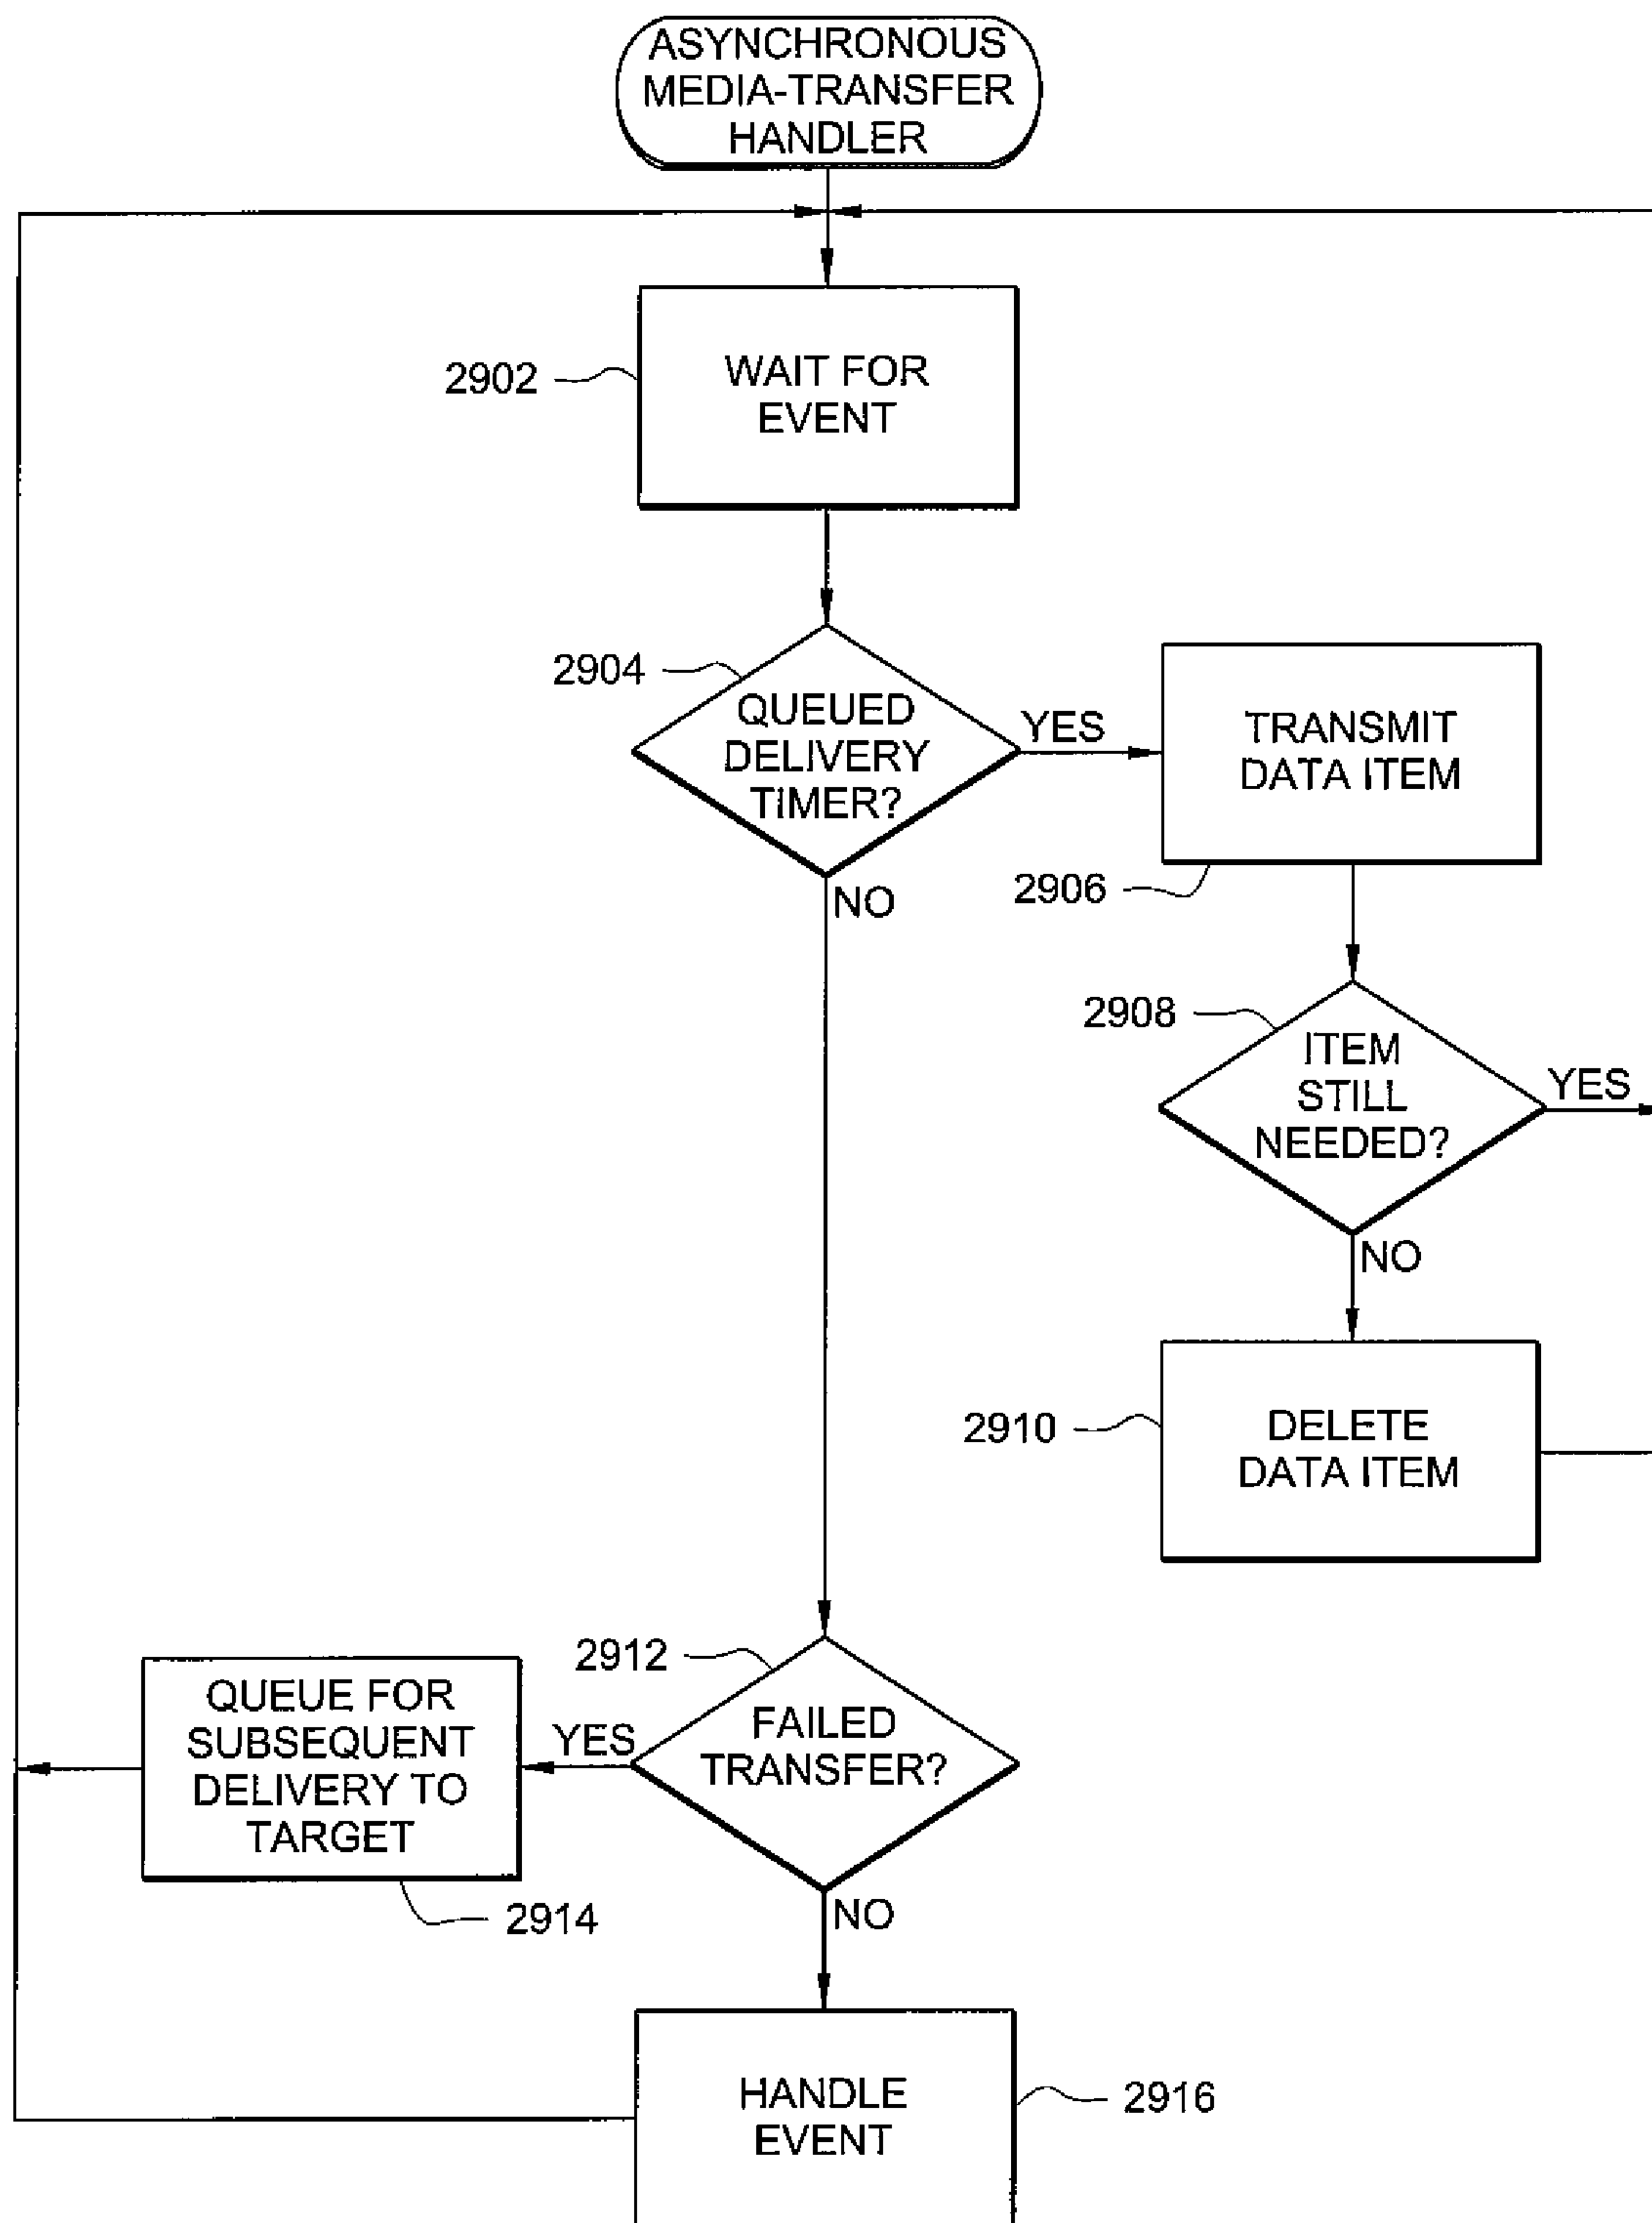 ASYNCHRONOUS
MEDIA-TRANSFER
HANDLER
2902
WAIT FOR
EVENT
2904
QUEUED
DELIVERY
TIMER?
YES
NO
TRANSMIT
DATA ITEM
2906
2908
ITEM
STILL
NEEDED?
YES
NO
2910
DELETE
DATA ITEM
2912
FAILED
TRANSFER?
YES
NO
QUEUE FOR
SUBSEQUENT
DELIVERY TO
TARGET
2914
HANDLE
EVENT
2916